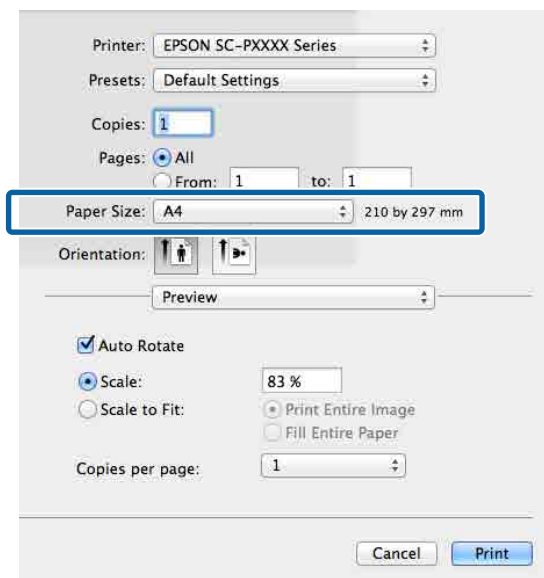 Printer: EPSON SC-PXXXX Series
Presets: Default Settings
Copies: 1
Pages: All
From: 1 to: 1
Paper Size: A4 210 by 297 mm
Orientation:
Preview
Auto Rotate
Scale: 83 %
Scale to Fit: Print Entire Image
Fill Entire Paper
Copies per page: 1
Cancel Print